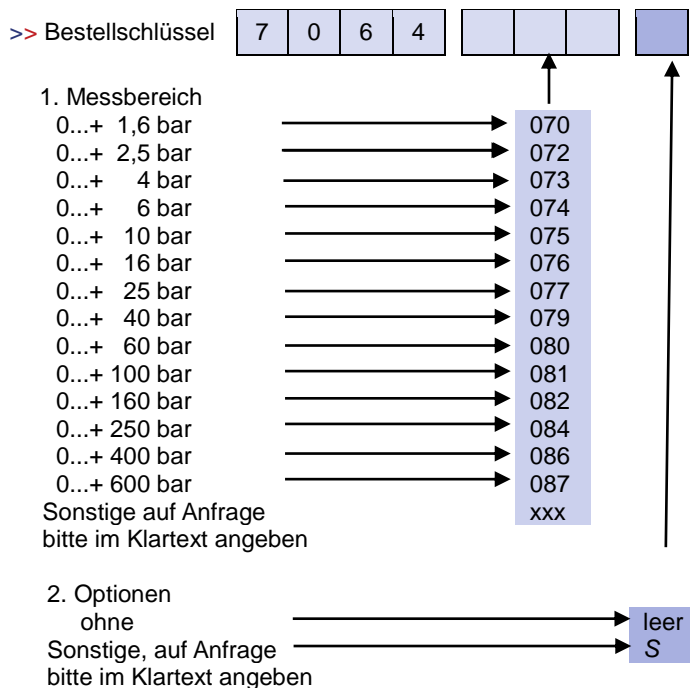 >> Bestellschlüssel 7 0 6 4
1. Messbereich
0...+ 1,6 bar 070
0...+ 2,5 bar 072
0...+ 4 bar 073
0...+ 6 bar 074
0...+ 10 bar 075
0...+ 16 bar 076
0...+ 25 bar 077
0...+ 40 bar 079
0...+ 60 bar 080
0...+ 100 bar 081
0...+ 160 bar 082
0...+ 250 bar 084
0...+ 400 bar 086
0...+ 600 bar 087
Sonstige auf Anfrage xxx
bitte im Klartext angeben
2. Optionen
ohne leer
Sonstige, auf Anfrage S
bitte im Klartext angeben